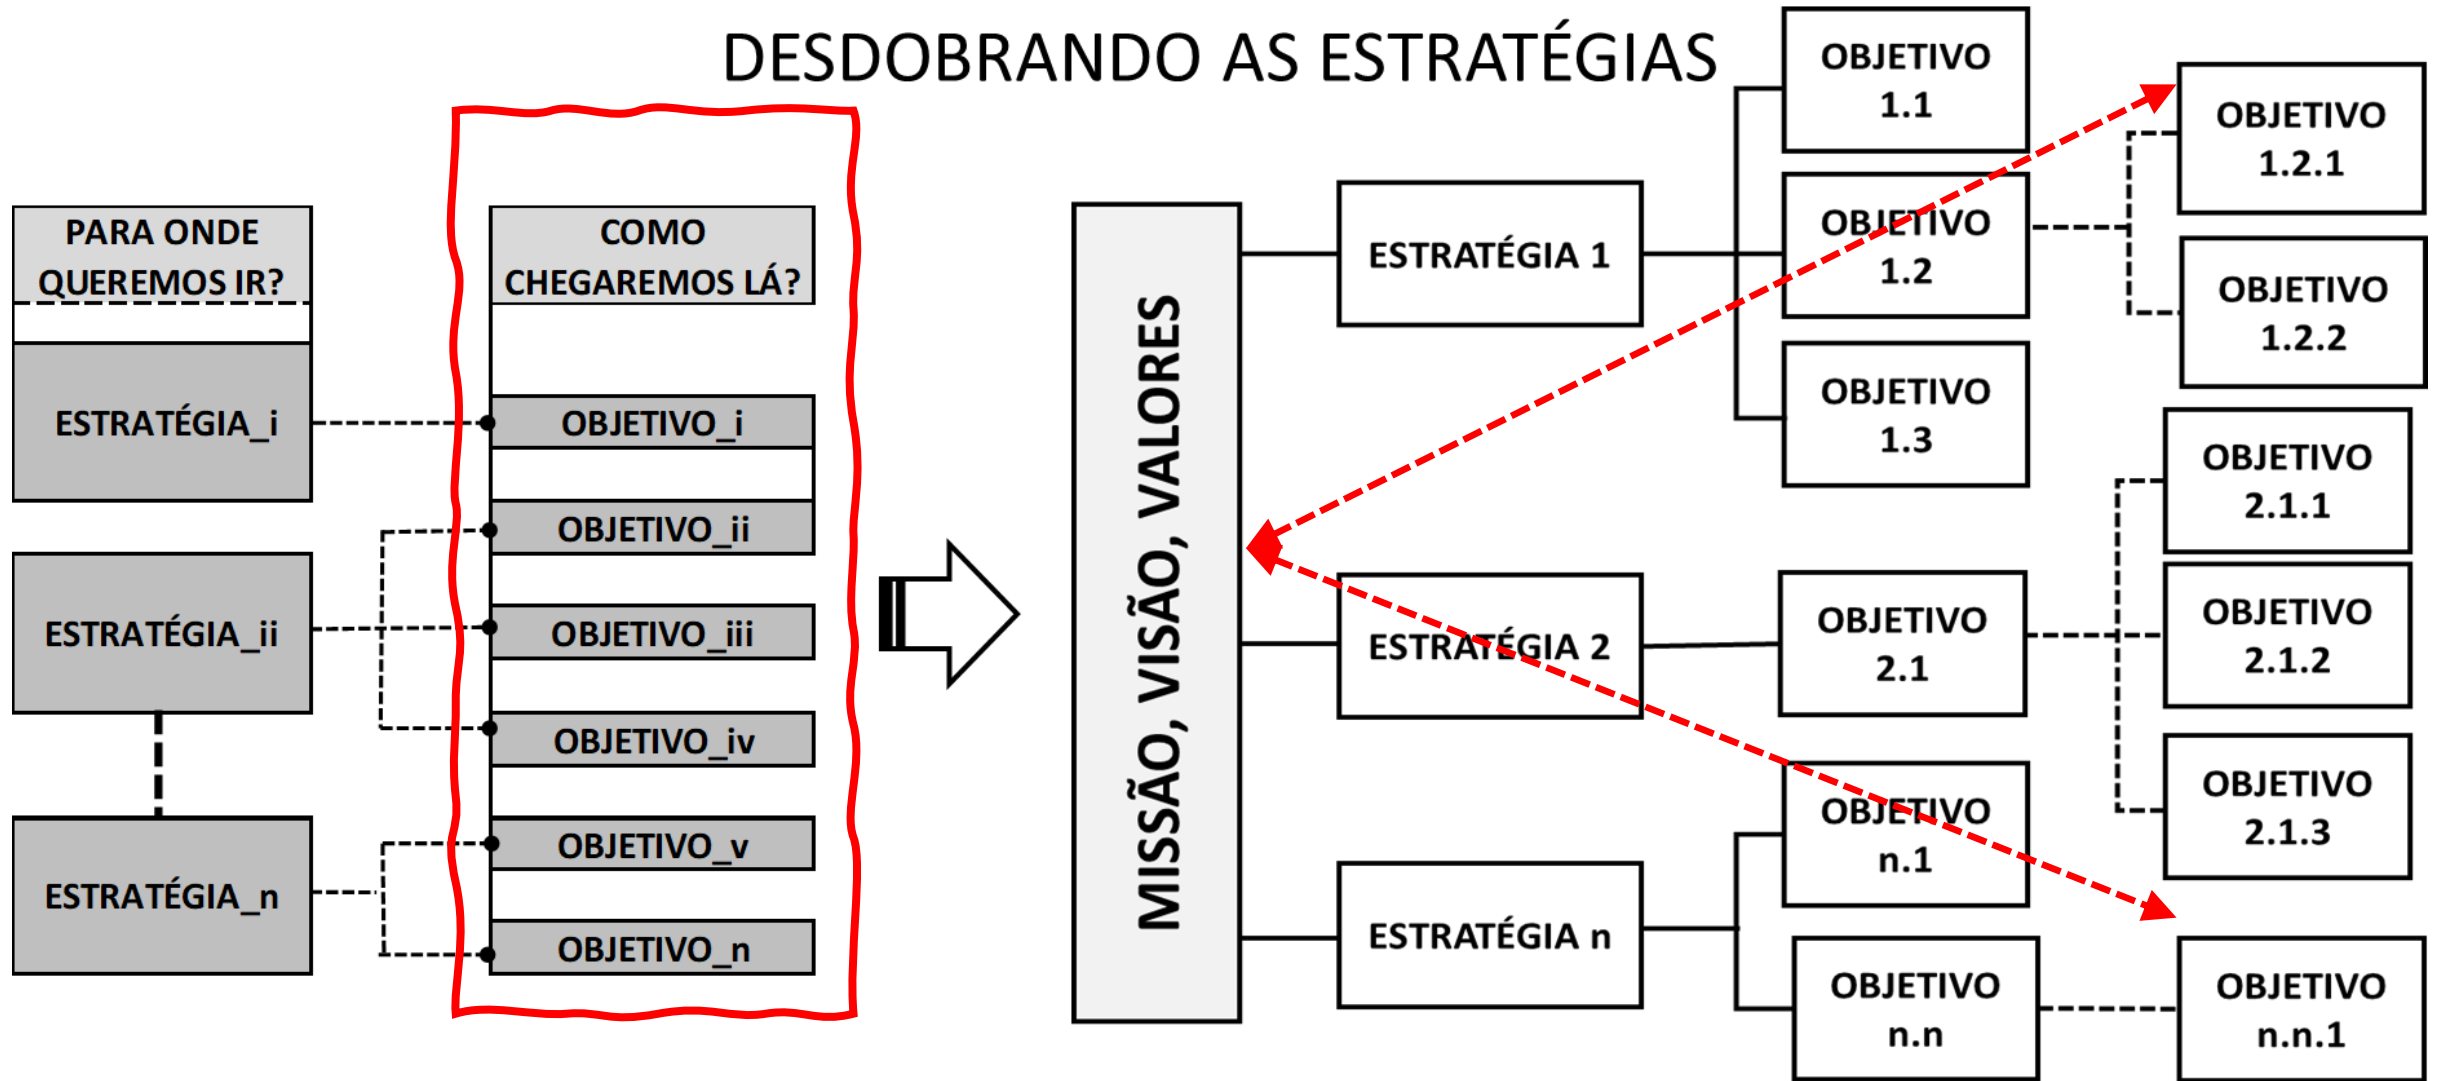 DESDOBRANDO AS ESTRATÉGIAS
PARA ONDE
QUEREMOS IR?
ESTRATÉGIA_i
ESTRATÉGIA_ii
ESTRATÉGIA_n
COMO
CHEGAREMOS LÁ?
OBJETIVO_i
OBJETIVO_ii
OBJETIVO_iii
OBJETIVO_iv
OBJETIVO_v
OBJETIVO_n
MISSÃO, VISÃO, VALORES
ESTRATÉGIA 1
ESTRATÉGIA 2
ESTRATÉGIA n
OBJETIVO
1.1
OBJETIVO
1.2
OBJETIVO
1.3
OBJETIVO
2.1
OBJETIVO
n.1
OBJETIVO
n.n
OBJETIVO
1.2.1
OBJETIVO
1.2.2
OBJETIVO
2.1.1
OBJETIVO
2.1.2
OBJETIVO
2.1.3
OBJETIVO
n.n.1